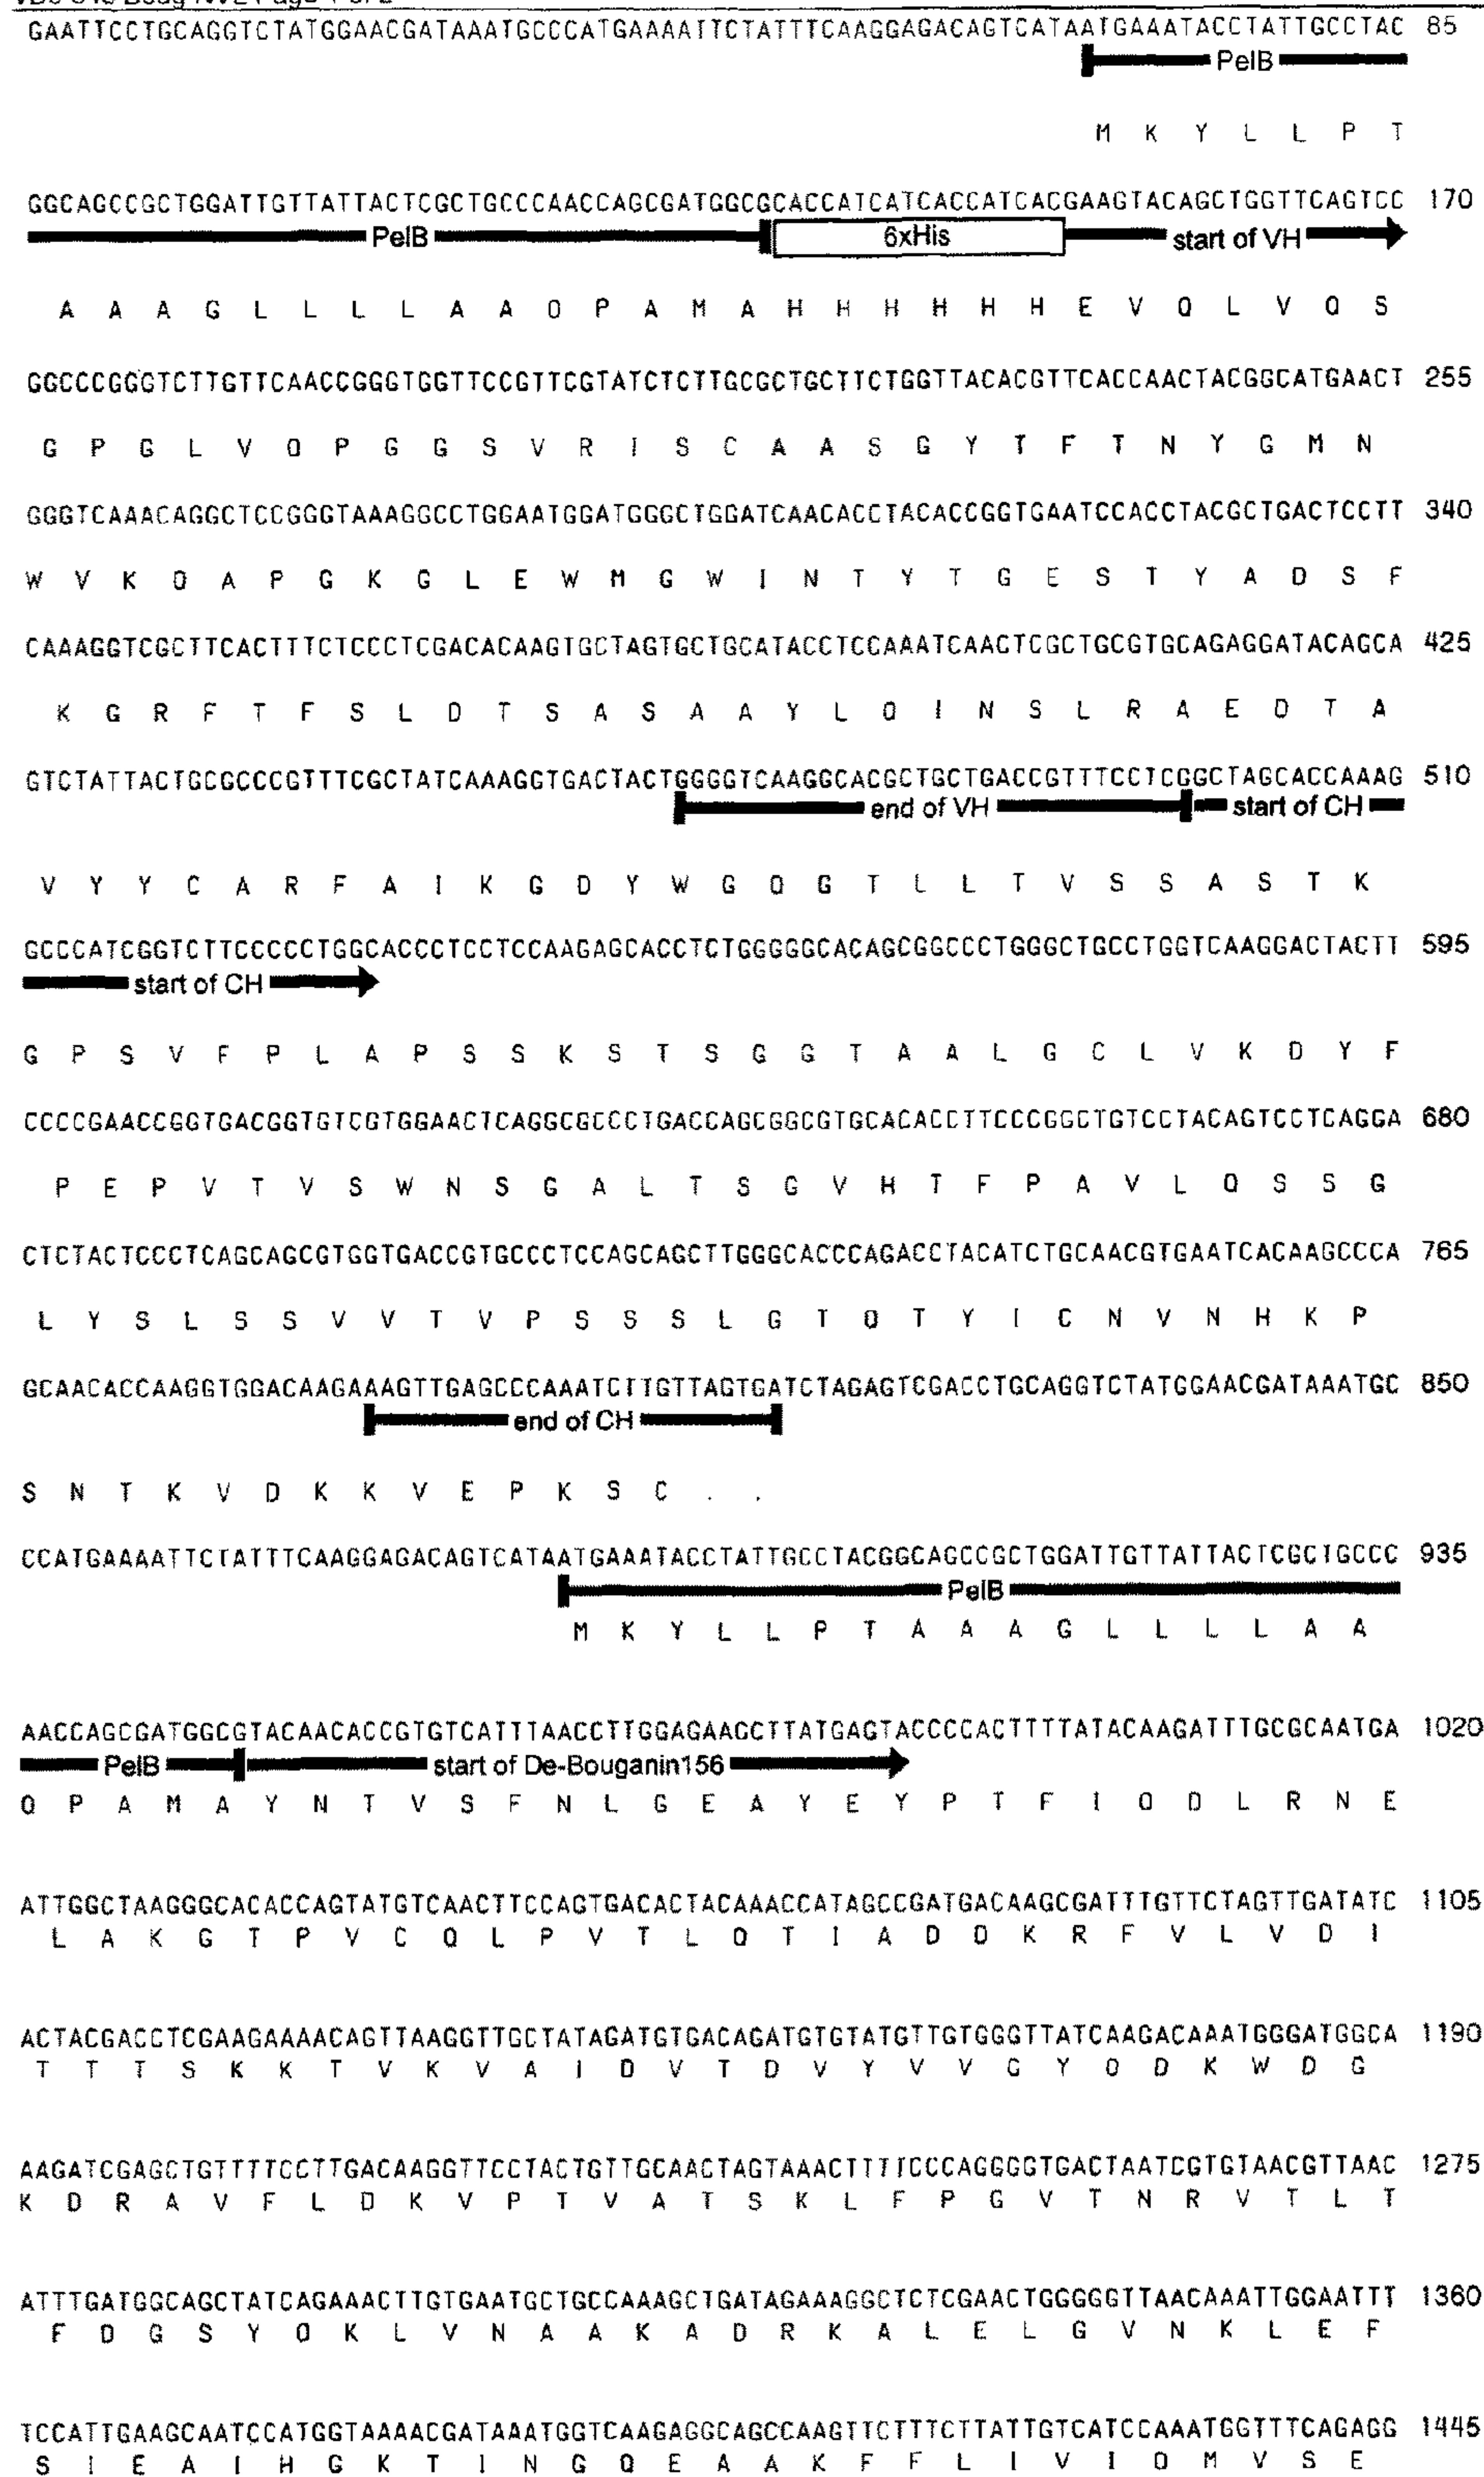 GAATTCCTGCAGGTCTATGGAACGATAAATGCCCATGAAAATTCTATTTCAAGGAGACAGTCATAATGAAATACCTATTGCCTAC 85
PelB
M K Y L L P T
GGCAGCCGCTGGATTGTTATTACTCGCTGCCCAACCAGCGATGGCGCACCATCATCACCATCACGAAGTACAGCTGGTTCAGTCC 170
PelB 6xHis start of VH
A A A G L L L L A A Q P A M A H H H H H H E V Q L V Q S
GGCCCGGGTCTTGTTCAACCGGGTGGTTCCGTTCGTATCTCTTGCGCTGCTTCTGGTTACACGTTCACCAACTACGGCATGAACT 255
G P G L V Q P G G S V R I S C A A S G Y T F T N Y G M N
GGGTCAAACAGGCTCCGGGTAAAGGCCTGGAATGGATGGGCTGGATCAACACCTACACCGGTGAATCCACCTACGCTGACTCCTT 340
W V K Q A P G K G L E W M G W I N T Y T G E S T Y A D S F
CAAAGGTCGCTTCACTTTCTCCCTCGACACAAGTGCTAGTGCTGCATACCTCCAAATCAACTCGCTGCGTGCAGAGGATACAGCA 425
K G R F T F S L D T S A S A A Y L Q I N S L R A E D T A
GTCTATTACTGCGCCCGTTTCGCTATCAAAGGTGACTACTGGGGTCAAGGCACGCTGCTGACCGTTTCCTCGGCTAGCACCAAAG 510
end of VH start of CH
V Y Y C A R F A I K G D Y W G Q G T L L T V S S A S T K
GCCCATCGGTCTTCCCCCTGGCACCCTCCTCCAAGAGCACCTCTGGGGGCACAGCGGCCCTGGGCTGCCTGGTCAAGGACTACTT 595
start of CH
G P S V F P L A P S S K S T S G G T A A L G C L V K D Y F
CCCCGAACCGGTGACGGTGTCGTGGAACTCAGGCGCCCTGACCAGCGGCGTGCACACCTTCCCGGCTGTCCTACAGTCCTCAGGA 680
P E P V T V S W N S G A L T S G V H T F P A V L Q S S G
CTCTACTCCCTCAGCAGCGTGGTGACCGTGCCCTCCAGCAGCTTGGGCACCCAGACCTACATCTGCAACGTGAATCACAAGCCCA 765
L Y S L S S V V T V P S S S L G T Q T Y I C N V N H K P
GCAACACCAAGGTGGACAAGAAAGTTGAGCCCAAATCTTGTTAGTGATCTAGAGTCGACCTGCAGGTCTATGGAACGATAAATGC 850
end of CH
S N T K V D K K V E P K S C . .
CCATGAAAATTCTATTTCAAGGAGACAGTCATAATGAAATACCTATTGCCTACGGCAGCCGCTGGATTGTTATTACTCGCTGCCC 935
PelB
M K Y L L P T A A A G L L L L A A
AACCAGCGATGGCGTACAACACCGTGTCATTTAACCTTGGAGAAGCTTATGAGTACCCCACTTTTATACAAGATTTGCGCAATGA 1020
PelB start of De-Bouganin156
Q P A M A Y N T V S F N L G E A Y E Y P T F I Q D L R N E
ATTGGCTAAGGGCACACCAGTATGTCAACTTCCAGTGACACTACAAACCATAGCCGATGACAAGCGATTTGTTCTAGTTGATATC 1105
L A K G T P V C Q L P V T L Q T I A D D K R F V L V D I
ACTACGACCTCGAAGAAAACAGTTAAGGTTGCTATAGATGTGACAGATGTGTATGTTGTGGGTTATCAAGACAAATGGGATGGCA 1190
T T T S K K T V K V A I D V T D V Y V V G Y Q D K W D G
AAGATCGAGCTGTTTTCCTTGACAAGGTTCCTACTGTTGCAACTAGTAAACTTTTCCCAGGGGTGACTAATCGTGTAACGTTAAC 1275
K D R A V F L D K V P T V A T S K L F P G V T N R V T L T
ATTTGATGGCAGCTATCAGAAACTTGTGAATGCTGCCAAAGCTGATAGAAAGGCTCTCGAACTGGGGGTTAACAAATTGGAATTT 1360
F D G S Y Q K L V N A A K A D R K A L E L G V N K L E F
TCCATTGAAGCAATCCATGGTAAAACGATAAATGGTCAAGAGGCAGCCAAGTTCTTTCTTATTGTCATCCAAATGGTTTCAGAGG 1445
S I E A I H G K T I N G Q E A A K F F L I V I Q M V S E